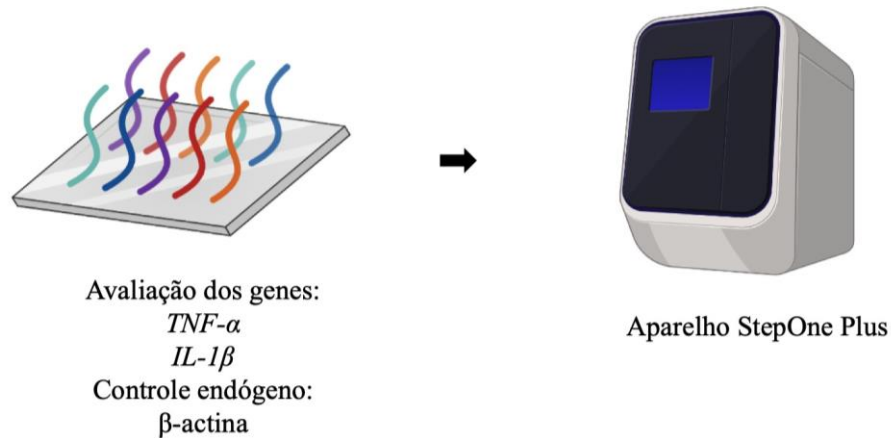 Avaliação dos genes:
TNF-α
IL-1β
Controle endógeno:
β-actina
Aparelho StepOne Plus